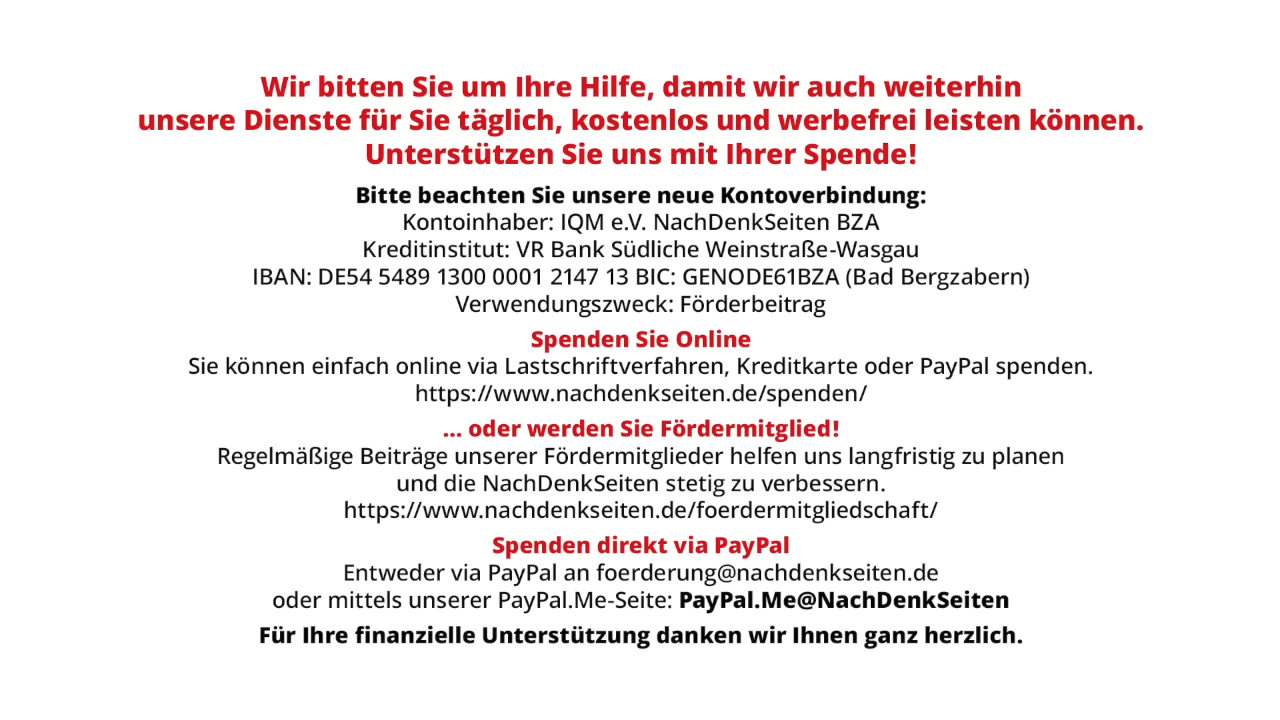 Wir bitten Sie um Ihre Hilfe, damit wir auch weiterhin
unsere Dienste für Sie täglich, kostenlos und werbefrei leisten können.
Unterstützen Sie uns mit Ihrer Spende!
Bitte beachten Sie unsere neue Kontoverbindung:
Kontoinhaber: IQM e.V. NachDenkSeiten BZA
Kreditinstitut: VR Bank Südliche Weinstraße-Wasgau
IBAN: DE54 5489 1300 0001 2147 13 BIC: GENODE61BZA (Bad Bergzabern)
Verwendungszweck: Förderbeitrag
Spenden Sie Online
Sie können einfach online via Lastschriftverfahren, Kreditkarte oder PayPal spenden.
https://www.nachdenkseiten.de/spenden/
... oder werden Sie Fördermitglied!
Regelmäßige Beiträge unserer Fördermitglieder helfen uns langfristig zu planen
und die NachDenkSeiten stetig zu verbessern.
https://www.nachdenkseiten.de/foerdermitgliedschaft/
Spenden direkt via PayPal
Entweder via PayPal an foerderung@nachdenkseiten.de
oder mittels unserer PayPal.Me-Seite: PayPal.Me@NachDenkSeiten
Für Ihre finanzielle Unterstützung danken wir Ihnen ganz herzlich.